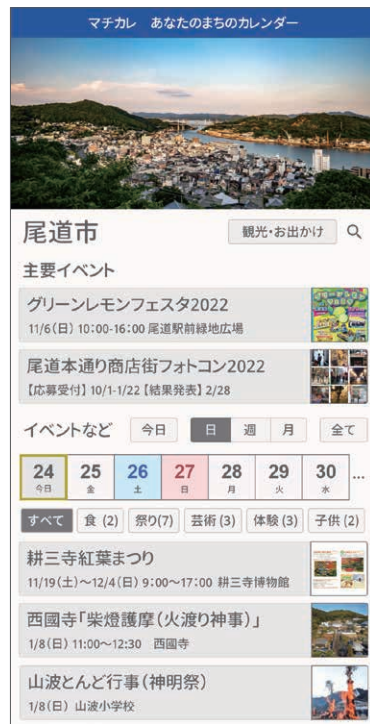 マチカレ　あなたのまちのカレンダー
尾道市
観光・お出かけ
主要イベント
グリーンレモンフェスタ2022
11/6(日) 10:00-16:00 尾道駅前緑地広場
尾道本通り商店街フォトコン2022
【応募受付】10/1-1/22【結果発表】2/28
イベントなど 今日 日 週 月 全て
24 25 26 27 28 29 30 ...
今日 金 土 日 月 火 水
すべて 食 (2) 祭り(7) 芸術 (3) 体験 (3) 子供 (2)
耕三寺紅葉まつり
11/19(土)～12/4(日) 9:00～17:00 耕三寺博物館
西國寺「柴燈護摩(火渡り神事)」
1/8(日) 11:00～12:30　西國寺
山波とんど行事(神明祭)
1/8(日) 山波小学校